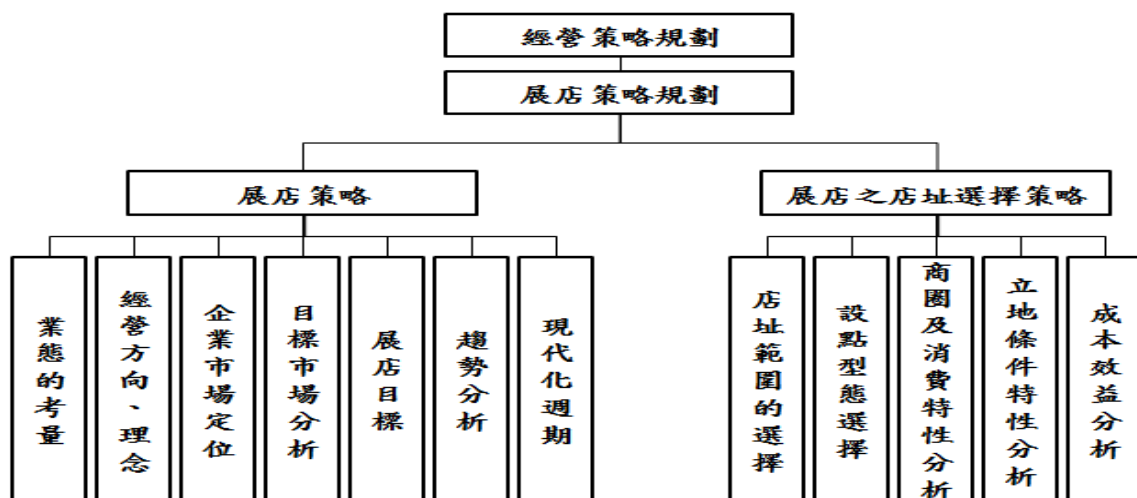 經營策略規劃
展店策略規劃
展店策略
展店之店址選擇策略
業態的考量
經營方向、理念
企業市場定位
目標市場分析
展店目標
趨勢分析
現代化週期
店址範圍的選擇
設點型態選擇
商圈及消費特性分析
立地條件特性分析
成本效益分析